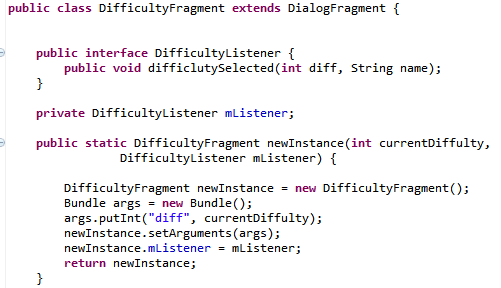 public class DifficultyFragment extends DialogFragment {
public interface DifficultyListener {
public void difficlutySelected(int diff, String name);
}
private DifficultyListener mListener;
public static DifficultyFragment newInstance(int currentDiffulty,
DifficultyListener mListener) {
DifficultyFragment newInstance = new DifficultyFragment();
Bundle args = new Bundle();
args.putInt("diff", currentDiffulty);
newInstance.setArguments(args);
newInstance.mListener = mListener;
return newInstance;
}